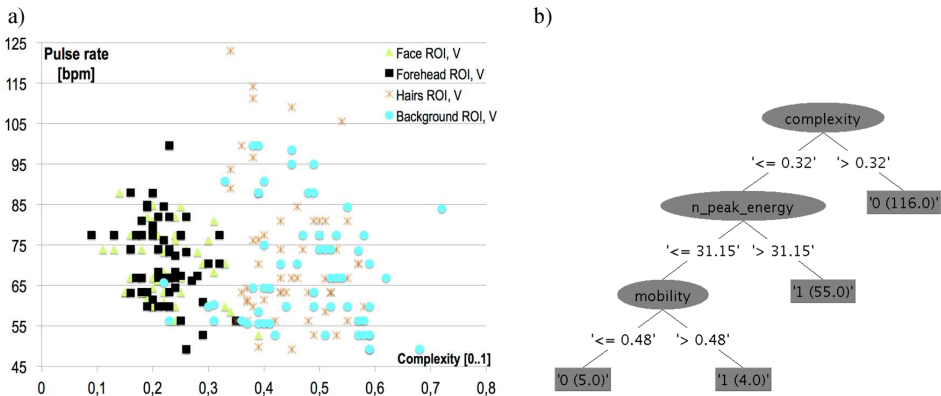 a)
Pulse rate
[bpm]
125
115
105
95
85
75
65
55
45
Face ROI, V
Forehead ROI, V
Hairs ROI, V
Background ROI, V
Complexity [0..1]
0 0,1 0,2 0,3 0,4 0,5 0,6 0,7 0,8
b)
complexity
'<= 0.32' '> 0.32'
n_peak_energy '0 (116.0)'
'<= 31.15' '> 31.15'
mobility '1 (55.0)'
'<= 0.48' '> 0.48'
'0 (5.0)' '1 (4.0)'